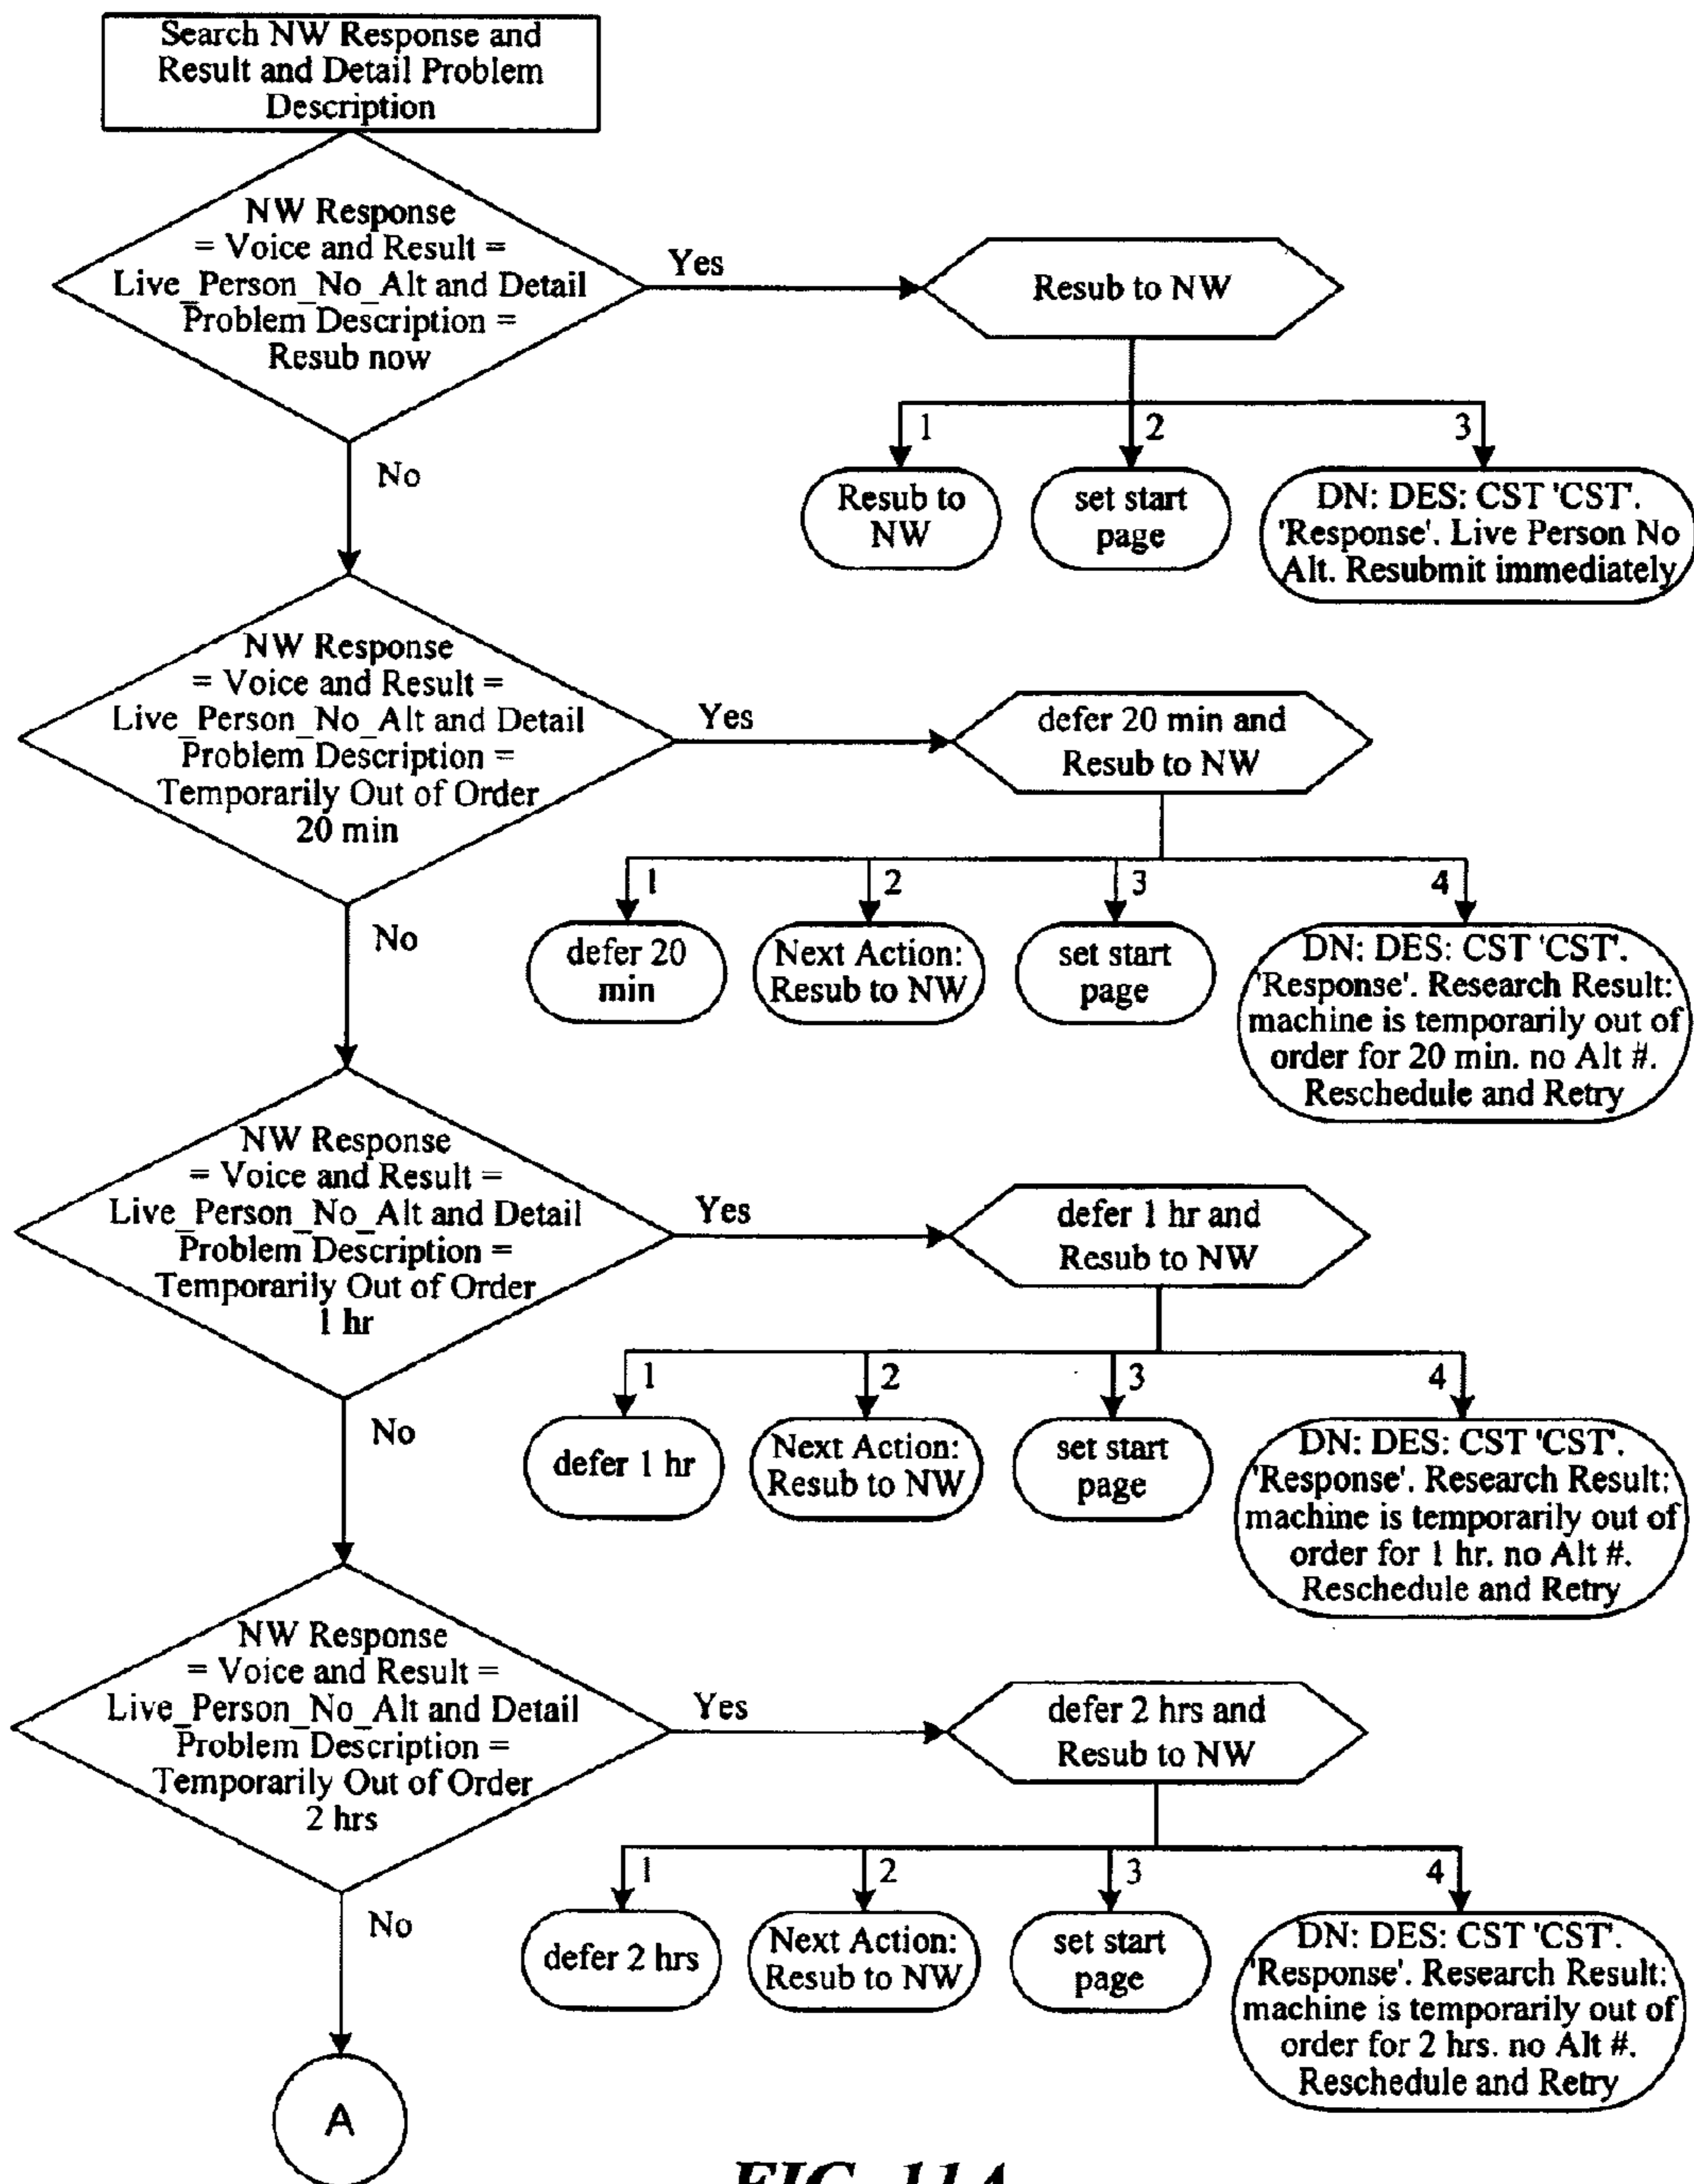 Search NW Response and
Result and Detail Problem
Description
NW Response
= Voice and Result =
Live_Person_No_Alt and Detail
Problem Description =
Resub now
Yes
Resub to NW
1
2
3
Resub to
NW
set start
page
DN: DES: CST 'CST'.
'Response'. Live Person No
Alt. Resubmit immediately
No
NW Response
= Voice and Result =
Live_Person_No_Alt and Detail
Problem Description =
Temporarily Out of Order
20 min
Yes
defer 20 min and
Resub to NW
1
2
3
4
defer 20
min
Next Action:
Resub to NW
set start
page
DN: DES: CST 'CST'.
'Response'. Research Result:
machine is temporarily out of
order for 20 min. no Alt #.
Reschedule and Retry
No
NW Response
= Voice and Result =
Live_Person_No_Alt and Detail
Problem Description =
Temporarily Out of Order
1 hr
Yes
defer 1 hr and
Resub to NW
1
2
3
4
defer 1 hr
Next Action:
Resub to NW
set start
page
DN: DES: CST 'CST'.
'Response'. Research Result:
machine is temporarily out of
order for 1 hr. no Alt #.
Reschedule and Retry
No
NW Response
= Voice and Result =
Live_Person_No_Alt and Detail
Problem Description =
Temporarily Out of Order
2 hrs
Yes
defer 2 hrs and
Resub to NW
1
2
3
4
defer 2 hrs
Next Action:
Resub to NW
set start
page
DN: DES: CST 'CST'.
'Response'. Research Result:
machine is temporarily out of
order for 2 hrs. no Alt #.
Reschedule and Retry
No
A
FIG. 11A